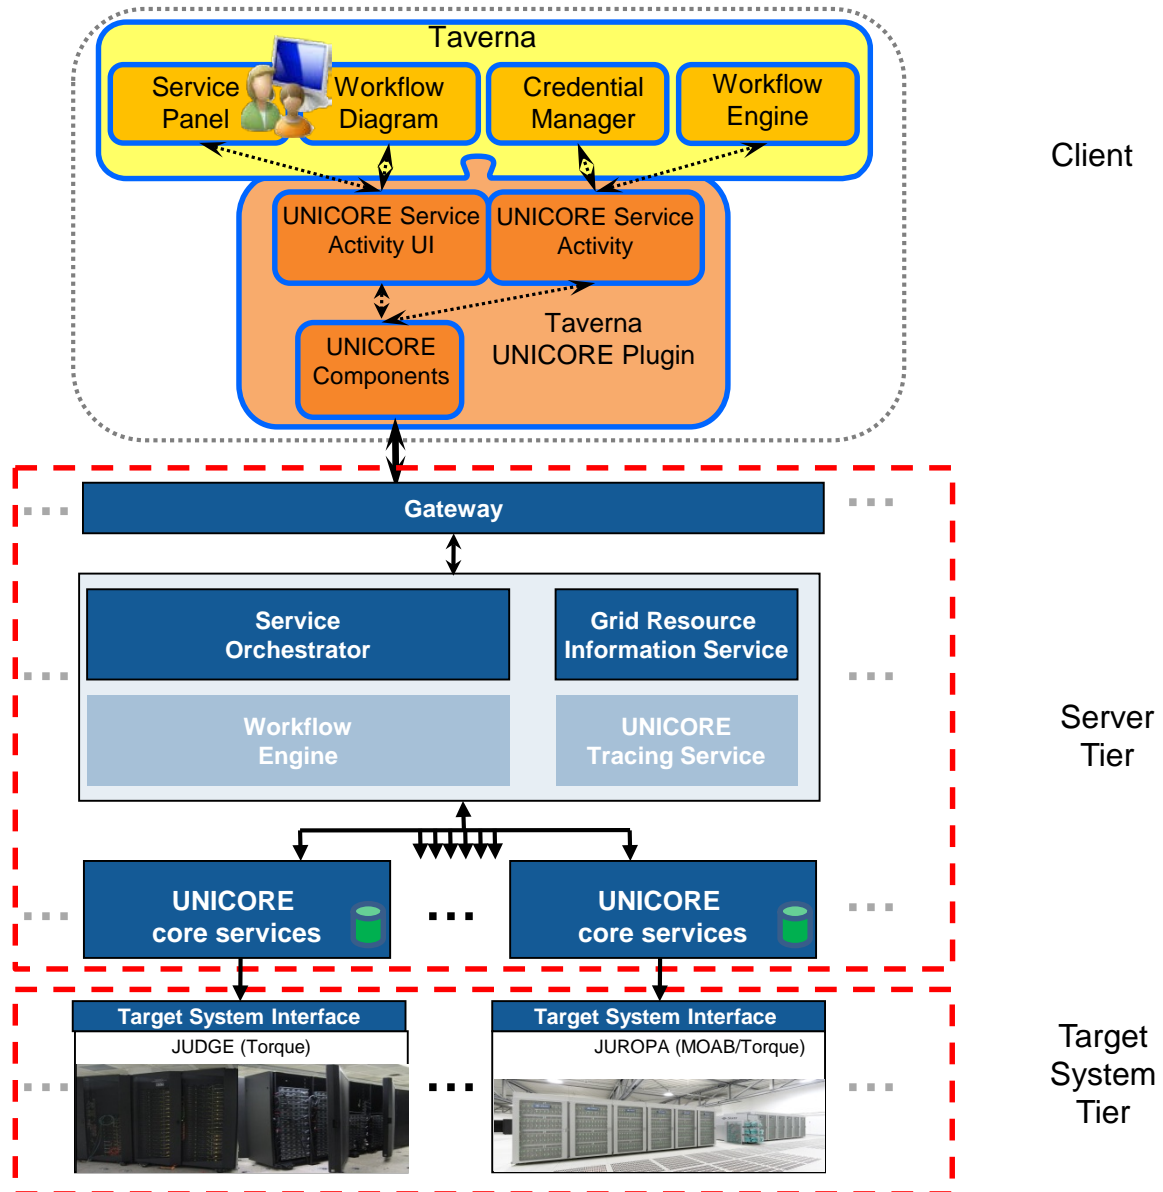 Taverna
Service
Panel
Workflow
Diagram
Credential
Manager
Workflow
Engine
Client
UNICORE Service
Activity UI
UNICORE Service
Activity
Taverna
UNICORE Plugin
UNICORE
Components
Gateway
Service
Orchestrator
Grid Resource
Information Service
Workflow
Engine
UNICORE
Tracing Service
Server
Tier
UNICORE
core services
UNICORE
core services
Target System Interface
JUDGE (Torque)
Target System Interface
JUROPA (MOAB/Torque)
Target
System
Tier